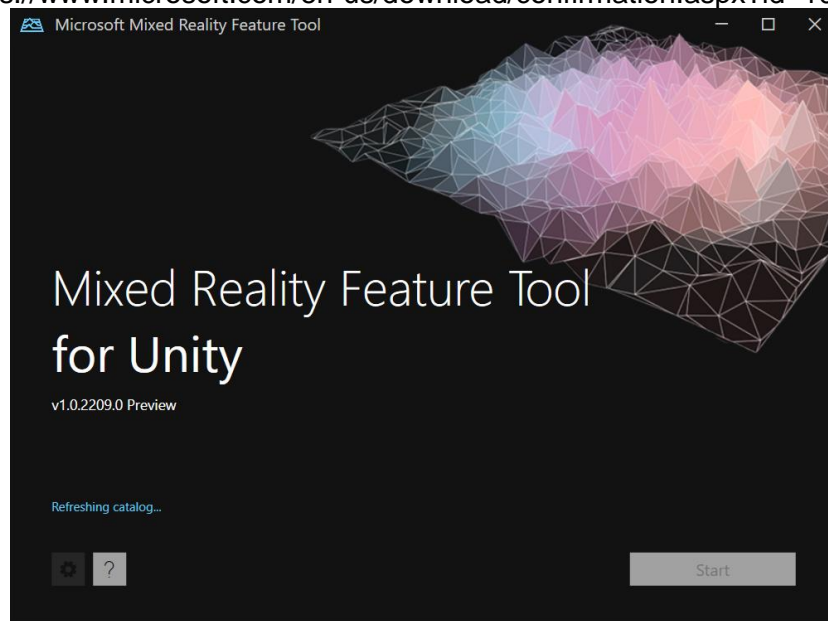 Microsoft Mixed Reality Feature Tool
Mixed Reality Feature Tool
for Unity
v1.0.2209.0 Preview
Refreshing catalog...
?
Start